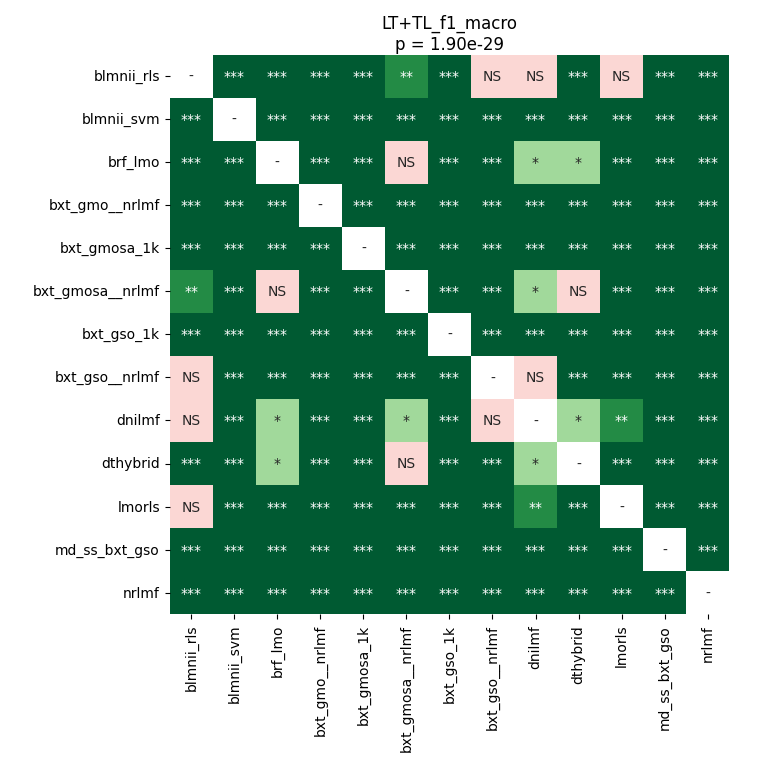 LT+TL_f1_macro
p = 1.90e-29
blmnii_rls - *** *** *** *** ** *** NS NS *** NS *** ***
blmnii_svm *** - *** *** *** *** *** *** *** *** *** *** ***
brf_lmo *** *** - *** *** NS *** *** * * *** *** ***
bxt_gmo__nrlmf *** *** *** - *** *** *** *** *** *** *** *** ***
bxt_gmosa_1k *** *** *** *** - *** *** *** *** *** *** *** ***
bxt_gmosa__nrlmf ** *** NS *** *** - *** *** * NS *** *** ***
bxt_gso_1k *** *** *** *** *** *** - *** *** *** *** *** ***
bxt_gso__nrlmf NS *** *** *** *** *** *** - NS *** *** *** ***
dnilmf NS *** * *** *** * *** NS - * ** *** ***
dthybrid *** *** * *** *** NS *** *** * - *** *** ***
lmorls NS *** *** *** *** *** *** *** ** *** - *** ***
md_ss_bxt_gso *** *** *** *** *** *** *** *** *** *** *** - ***
nrlmf *** *** *** *** *** *** *** *** *** *** *** *** -
blmnii_rls
blmnii_svm
brf_lmo
bxt_gmo__nrlmf
bxt_gmosa_1k
bxt_gmosa__nrlmf
bxt_gso_1k
bxt_gso__nrlmf
dnilmf
dthybrid
lmorls
md_ss_bxt_gso
nrlmf